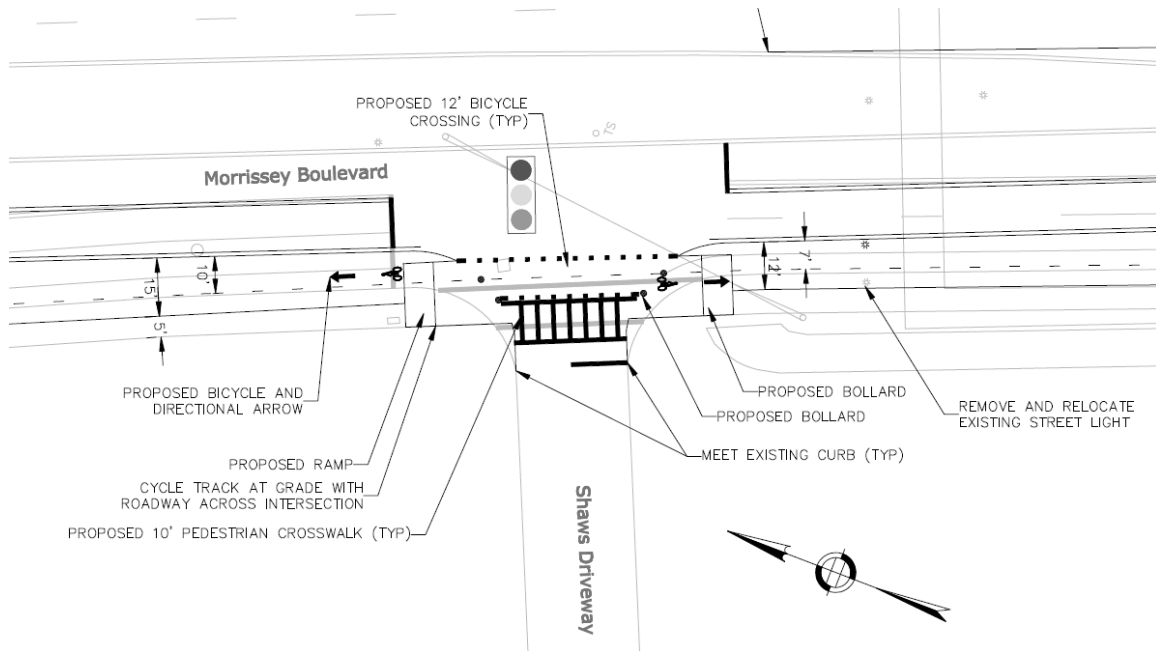 PROPOSED 12' BICYCLE
CROSSING (TYP)
TS
Morrissey Boulevard
10'
15'
5'
7'
12'
PROPOSED BICYCLE AND
DIRECTIONAL ARROW
PROPOSED BOLLARD
PROPOSED BOLLARD
REMOVE AND RELOCATE
EXISTING STREET LIGHT
PROPOSED RAMP
MEET EXISTING CURB (TYP)
CYCLE TRACK AT GRADE WITH
ROADWAY ACROSS INTERSECTION
PROPOSED 10' PEDESTRIAN CROSSWALK (TYP)
Shaws Driveway